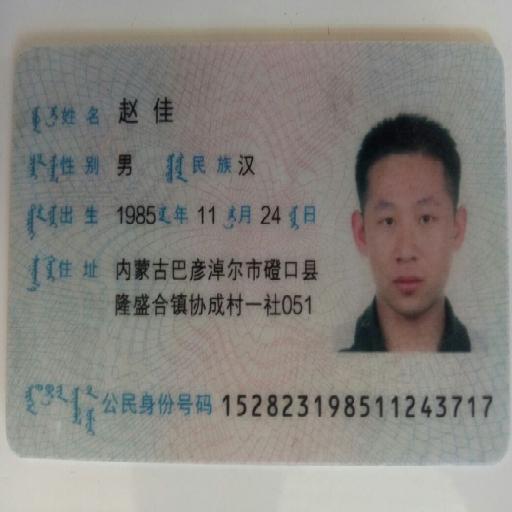 姓名 赵佳
性别 男 民族 汉
出生 1985 年 11 月 24 日
住址 内蒙古巴彦淖尔市磴口县
隆盛合镇协成村一社051
公民身份号码 152823198511243717